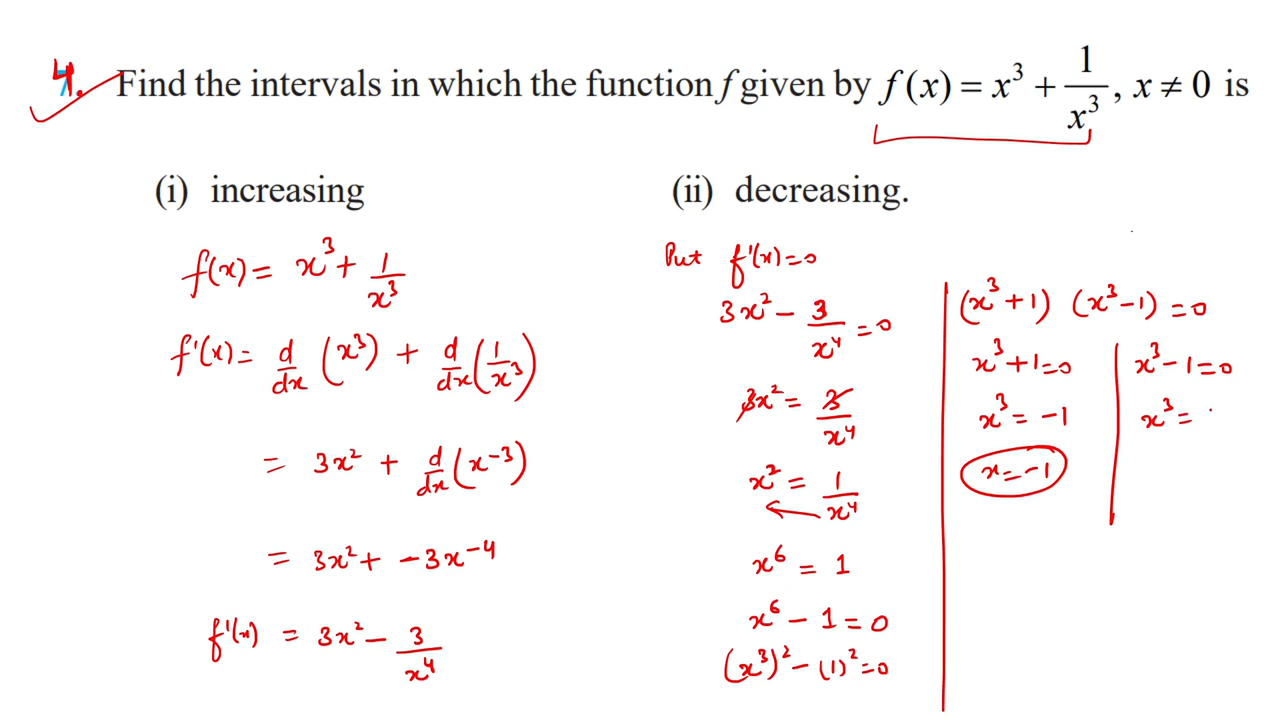 4. Find the intervals in which the function f given by f(x) = x³ + 1/x³, x ≠ 0 is
(i) increasing
(ii) decreasing.
f(x) = x³ + 1/x³
f'(x) = d/dx (x³) + d/dx (1/x³)
= 3x² + d/dx (x⁻³)
= 3x² + -3x⁻⁴
f'(x) = 3x² - 3/x⁴
Put f'(x) = 0
3x² - 3/x⁴ = 0
3x² = 3/x⁴
x² = 1/x⁴
x⁶ = 1
x⁶ - 1 = 0
(x³)² - (1)² = 0
(x³ + 1) (x³ - 1) = 0
x³ + 1 = 0
x³ = -1
x = -1
x³ - 1 = 0
x³ =